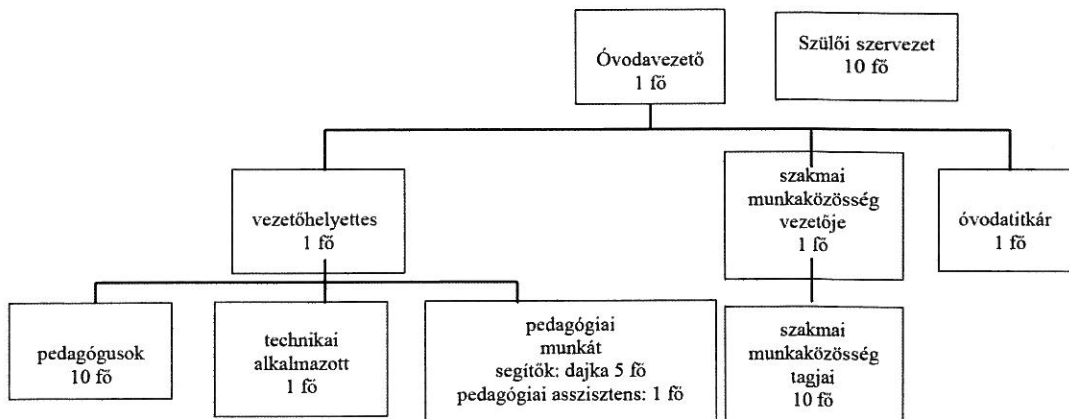 Óvodavezető
1 fő
Szülői szervezet
10 fő
vezetőhelyettes
1 fő
szakmai
munkaközösség
vezetője
1 fő
óvodatitkár
1 fő
pedagógusok
10 fő
technikai
alkalmazott
1 fő
pedagógiai
munkát
segítők: dajka 5 fő
pedagógiai asszisztens: 1 fő
szakmai
munkaközösség
tagjai
10 fő